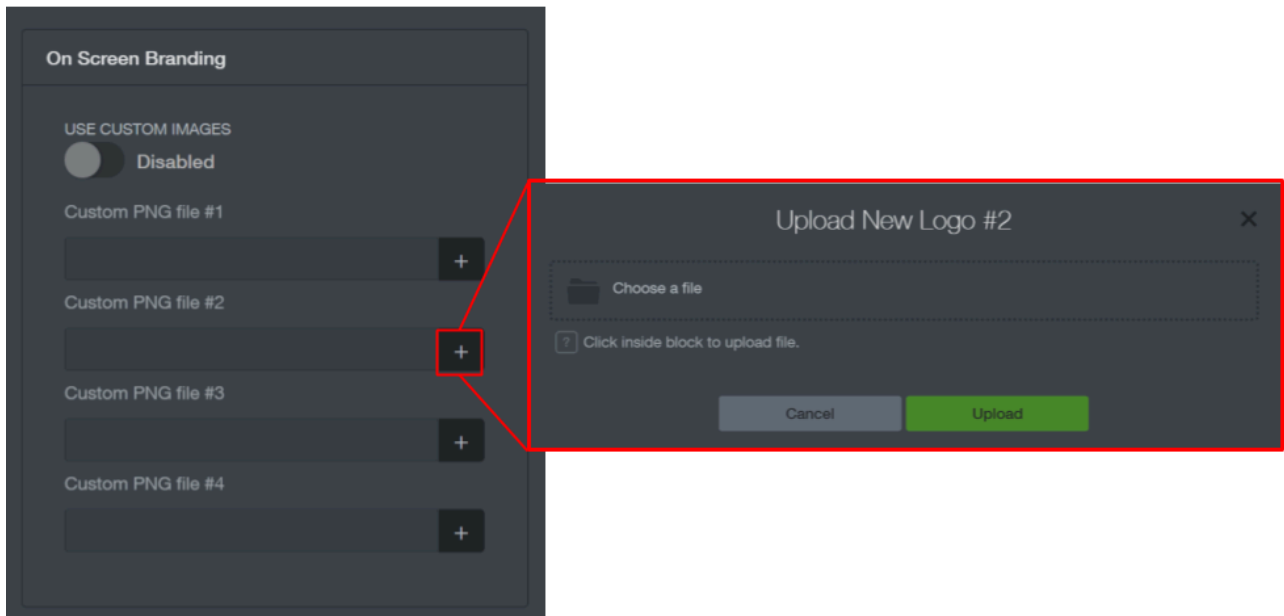 On Screen Branding
USE CUSTOM IMAGES
Disabled
Custom PNG file #1
+
Custom PNG file #2
+
Custom PNG file #3
+
Custom PNG file #4
+
Upload New Logo #2
×
Choose a file
? Click inside block to upload file.
Cancel
Upload